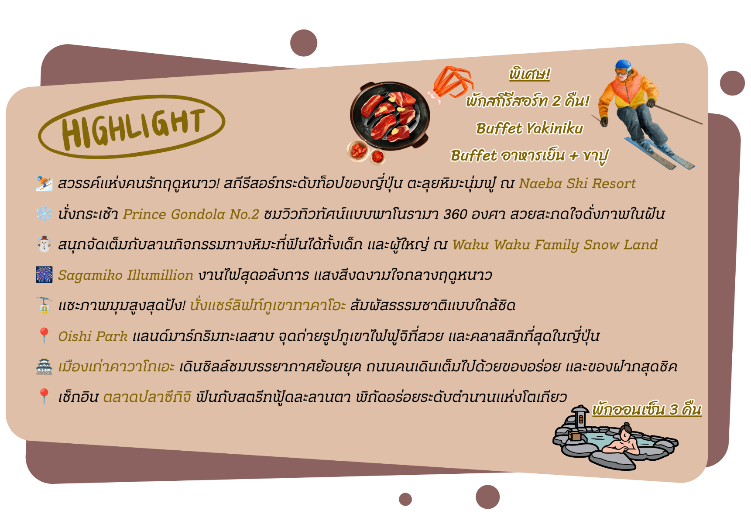 พิเศษ!
พักสกีรีสอร์ท 2 คืน!
Buffet Yakiniku
Buffet อาหารเย็น + ขาปู
HIGHLIGHT
สวรรค์แห่งคนรักฤดูหนาว! สกีรีสอร์ทระดับท็อปของญี่ปุ่น ตะลุยหิมะนุ่มฟู ณ Naeba Ski Resort
นั่งกระเช้า Prince Gondola No.2 ชมวิวทิวทัศน์แบบพาโนรามา 360 องศา สวยสะกดใจดั่งภาพในฝัน
สนุกจัดเต็มกับลานกิจกรรมทางหิมะที่ฟินได้ทั้งเด็ก และผู้ใหญ่ ณ Waku Waku Family Snow Land
Sagamiko Illumillion งานไฟสุดอลังการ แสงสีงดงามใจกลางฤดูหนาว
แชะภาพมุมสูงสุดปัง! นั่งแชร์ลิฟท์ภูเขาทาคาโอะ สัมผัสธรรมชาติแบบใกล้ชิด
Oishi Park แลนด์มาร์กริมทะเลสาบ จุดถ่ายรูปภูเขาไฟฟูจิที่สวย และคลาสสิกที่สุดในญี่ปุ่น
เมืองเก่าคาวาโกเอะ เดินชิลล์ชมบรรยากาศย้อนยุค ถนนคนเดินเต็มไปด้วยของอร่อย และของฝากสุดชิค
เช็กอิน ตลาดปลาซึกิจิ ฟินกับสตรีทฟู้ดละลานตา พิกัดอร่อยระดับตำนานแห่งโตเกียว
พักออนเซ็น 3 คืน